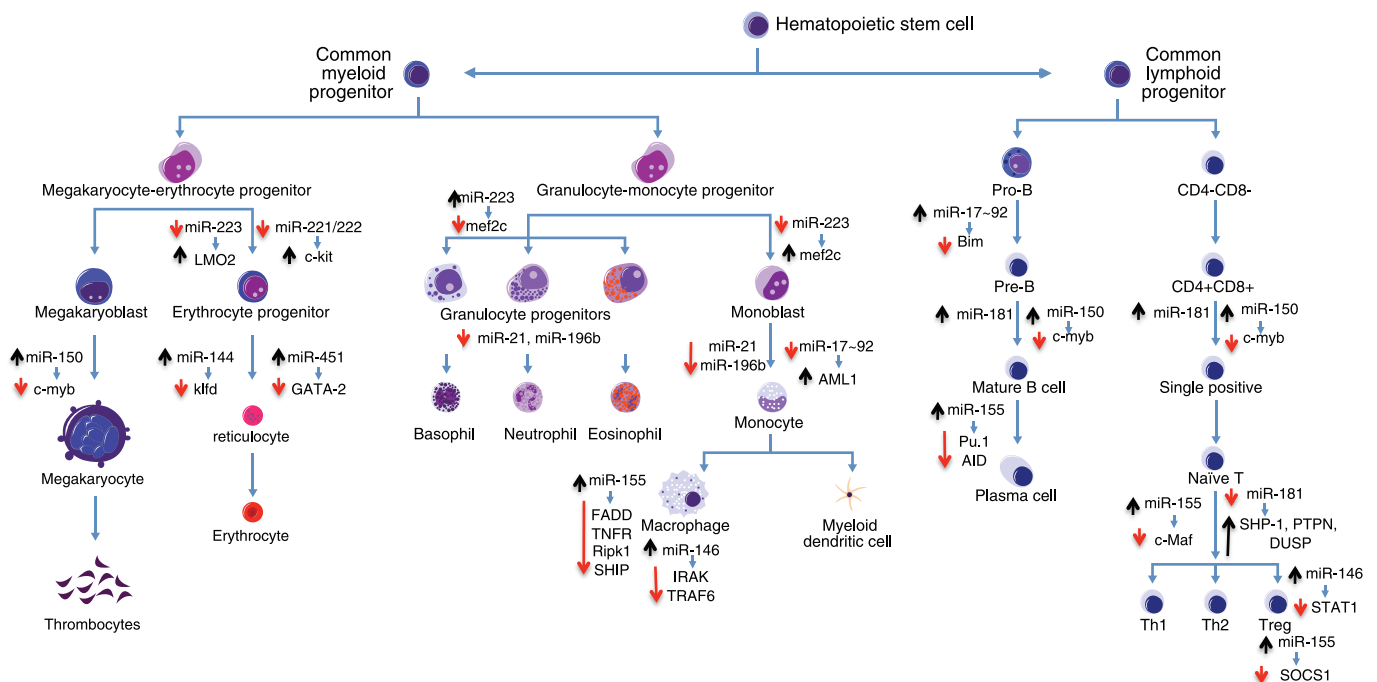 Hematopoietic stem cell
Common
myeloid
progenitor
Common
lymphoid
progenitor
Megakaryocyte-erythrocyte progenitor
Granulocyte-monocyte progenitor
Pro-B
CD4-CD8-
miR-223
LMO2
miR-221/222
c-kit
miR-223
mef2c
miR-223
mef2c
miR-17~92
Bim
Megakaryoblast
Erythrocyte progenitor
Granulocyte progenitors
Monoblast
Pre-B
CD4+CD8+
miR-150
c-myb
miR-144
klfd
miR-451
GATA-2
miR-21, miR-196b
miR-21
miR-196b
miR-17~92
AML1
miR-181
miR-150
c-myb
miR-181
miR-150
c-myb
Megakaryocyte
reticulocyte
Basophil
Neutrophil
Eosinophil
Monocyte
Mature B cell
Single positive
miR-155
Pu.1
AID
Plasma cell
Naïve T
Thrombocytes
Erythrocyte
miR-155
FADD
TNFR
Ripk1
SHIP
Macrophage
miR-146
IRAK
TRAF6
Myeloid
dendritic cell
miR-155
c-Maf
miR-181
SHP-1, PTPN,
DUSP
Th1
Th2
Treg
miR-146
STAT1
miR-155
SOCS1